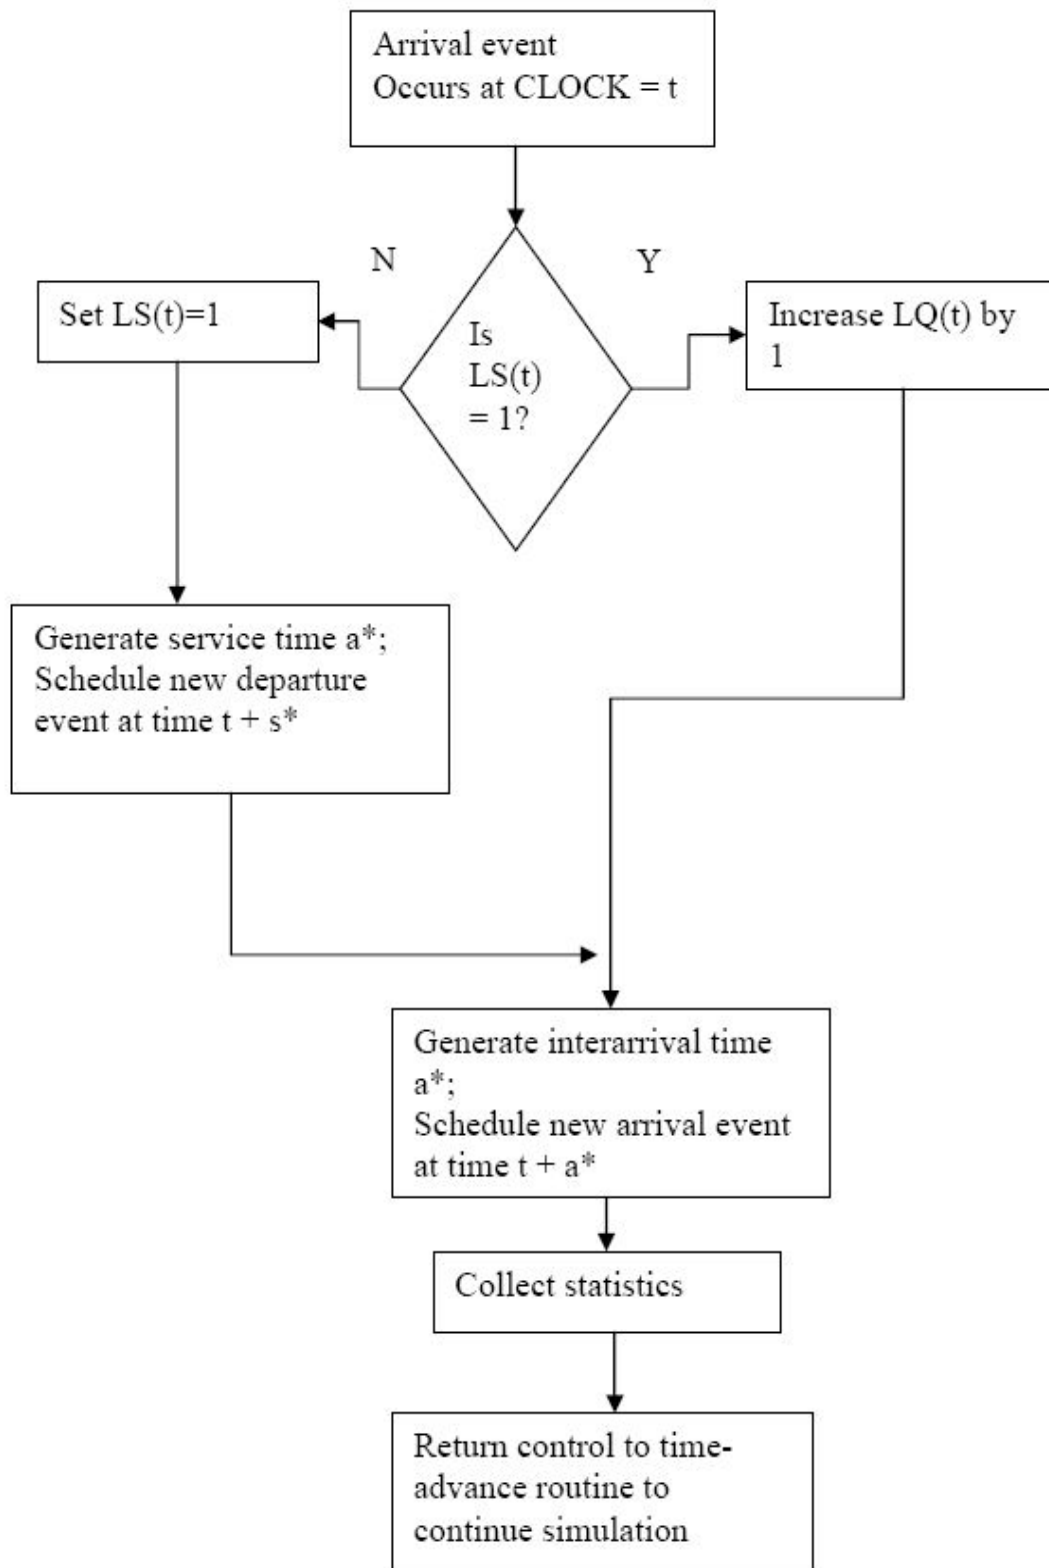 Arrival event
Occurs at CLOCK = t
N
Y
Set LS(t)=1
Is
LS(t)
= 1?
Increase LQ(t) by
1
Generate service time a*;
Schedule new departure
event at time t + s*
Generate interarrival time
a*;
Schedule new arrival event
at time t + a*
Collect statistics
Return control to time-
advance routine to
continue simulation